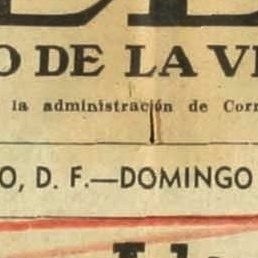 O DE LA V
la administración de Corr
O, D. F.—DOMINGO